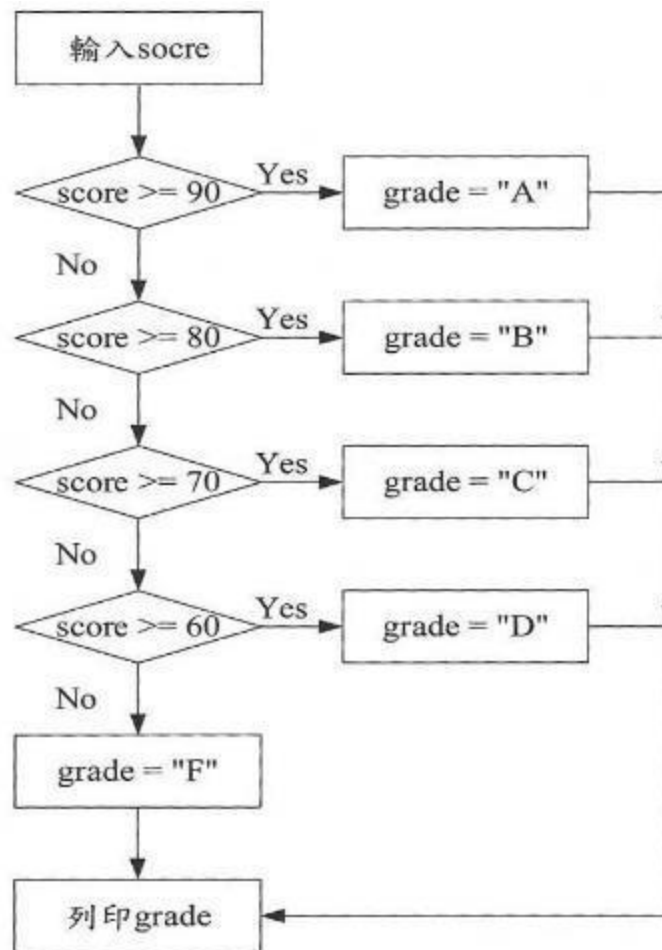 輸入socre
score >= 90
Yes
grade = "A"
No
score >= 80
Yes
grade = "B"
No
score >= 70
Yes
grade = "C"
No
score >= 60
Yes
grade = "D"
No
grade = "F"
列印grade